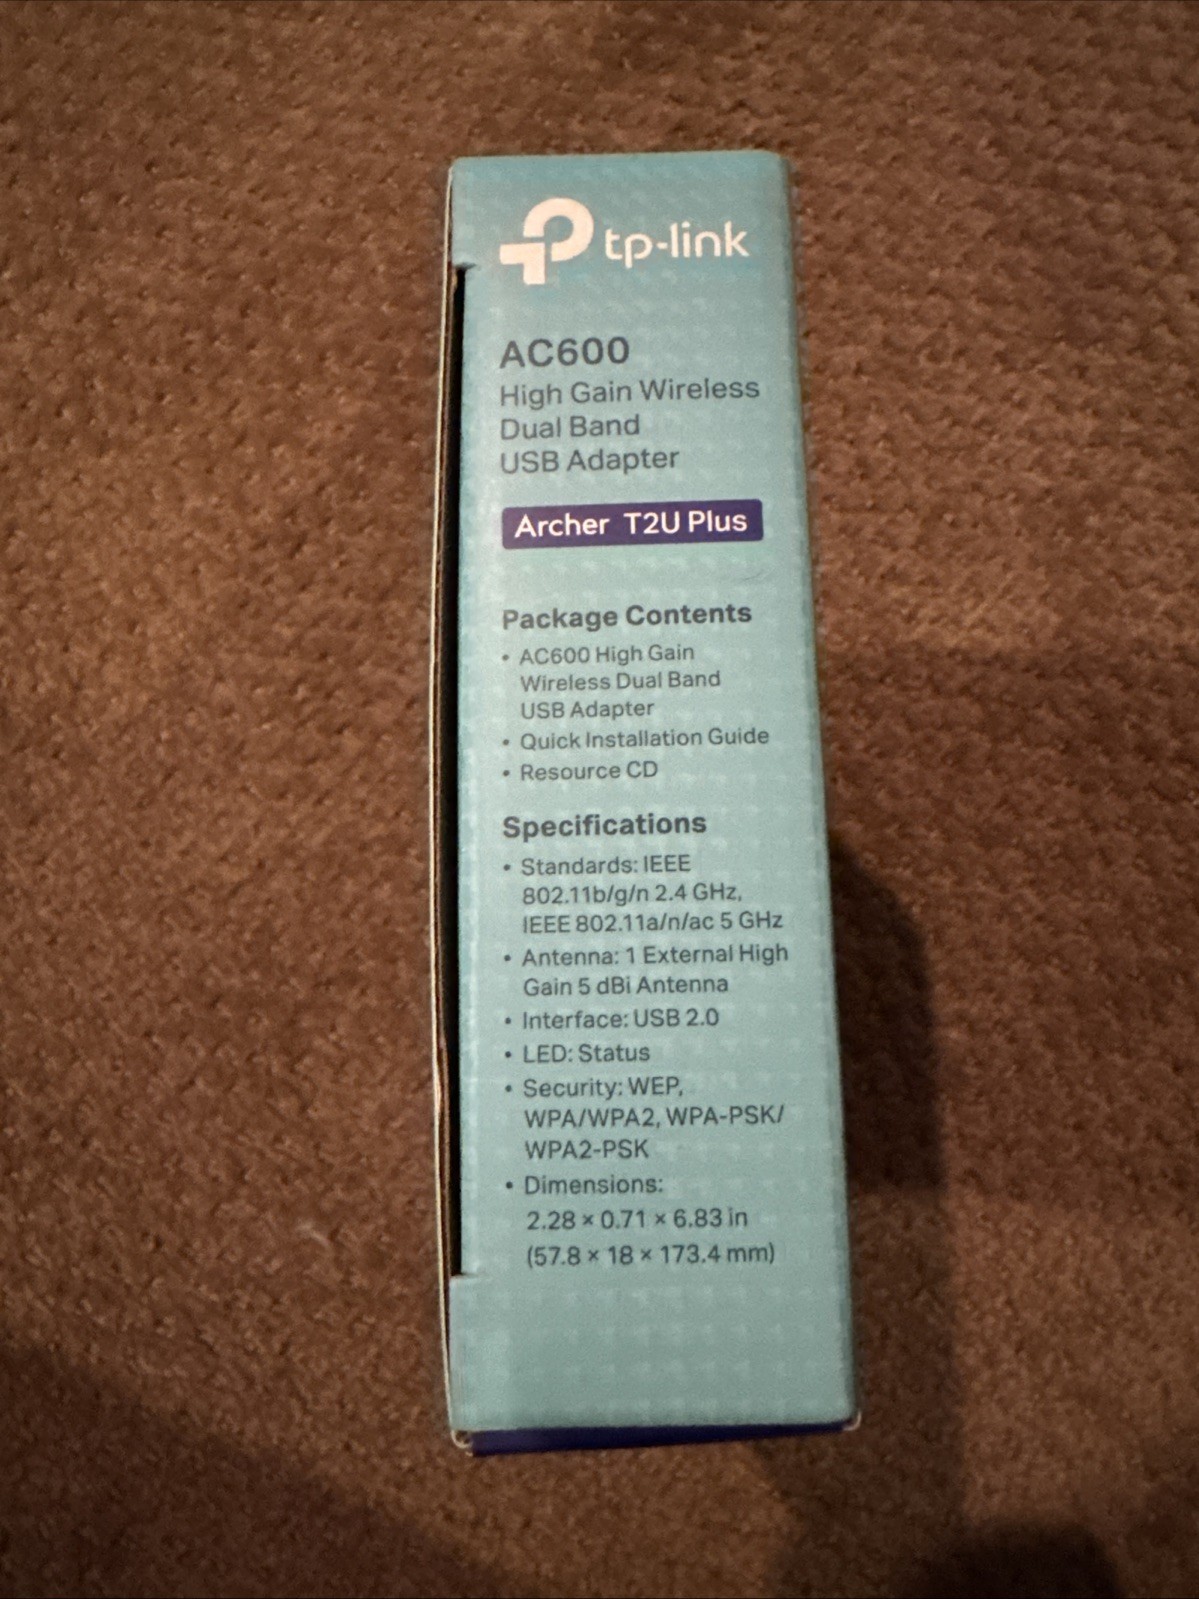 tp-link
AC600
High Gain Wireless
Dual Band
USB Adapter
Archer T2U Plus
Package Contents
• AC600 High Gain
Wireless Dual Band
USB Adapter
• Quick Installation Guide
• Resource CD
Specifications
• Standards: IEEE
802.11b/g/n 2.4 GHz,
IEEE 802.11a/n/ac 5 GHz
• Antenna: 1 External High
Gain 5 dBi Antenna
• Interface: USB 2.0
• LED: Status
• Security: WEP,
WPA/WPA2, WPA-PSK/
WPA2-PSK
• Dimensions:
2.28 × 0.71 × 6.83 in
(57.8 × 18 × 173.4 mm)